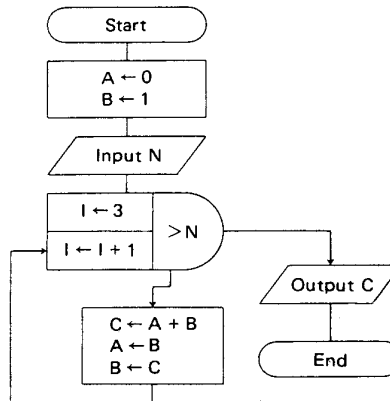 Start
A ← 0
B ← 1
Input N
I ← 3
I ← I + 1
> N
C ← A + B
A ← B
B ← C
Output C
End